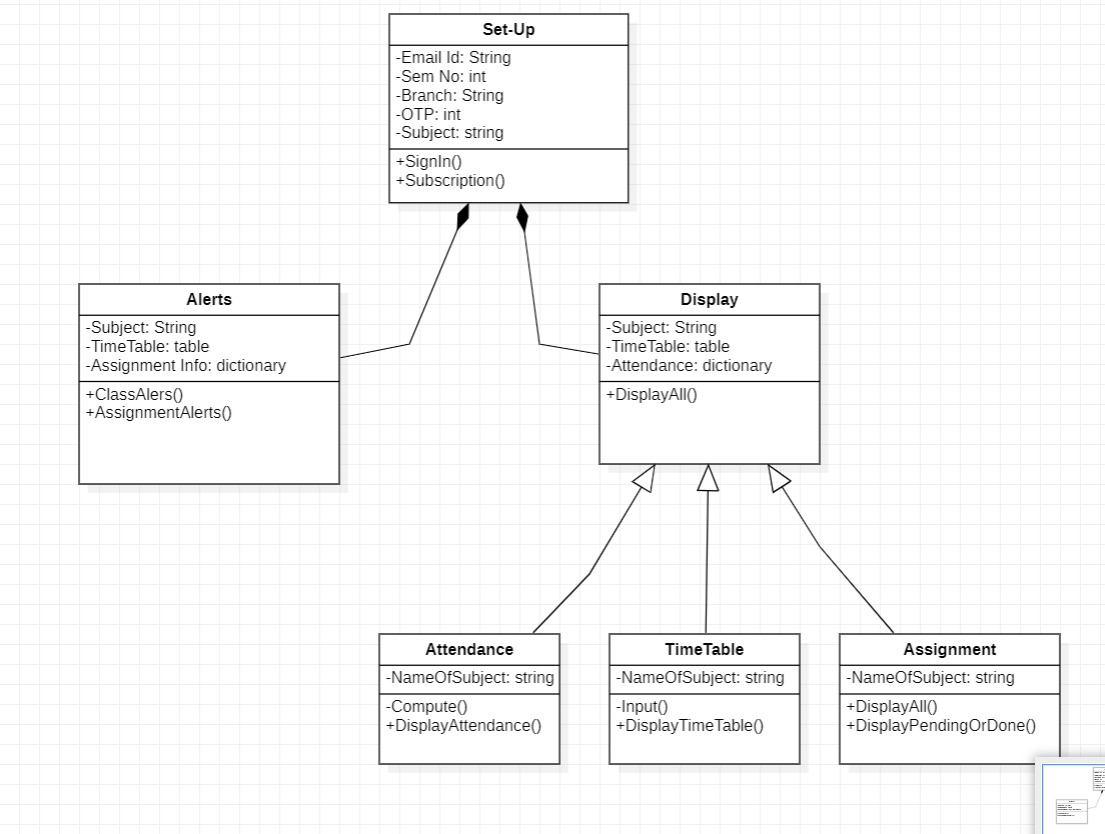 Set-Up
-Email Id: String
-Sem No: int
-Branch: String
-OTP: int
-Subject: string
+SignIn()
+Subscription()
Alerts
-Subject: String
-TimeTable: table
-Assignment Info: dictionary
+ClassAlers()
+AssignmentAlerts()
Display
-Subject: String
-TimeTable: table
-Attendance: dictionary
+DisplayAll()
Attendance
-NameOfSubject: string
-Compute()
+DisplayAttendance()
TimeTable
-NameOfSubject: string
-Input()
+DisplayTimeTable()
Assignment
-NameOfSubject: string
+DisplayAll()
+DisplayPendingOrDone()